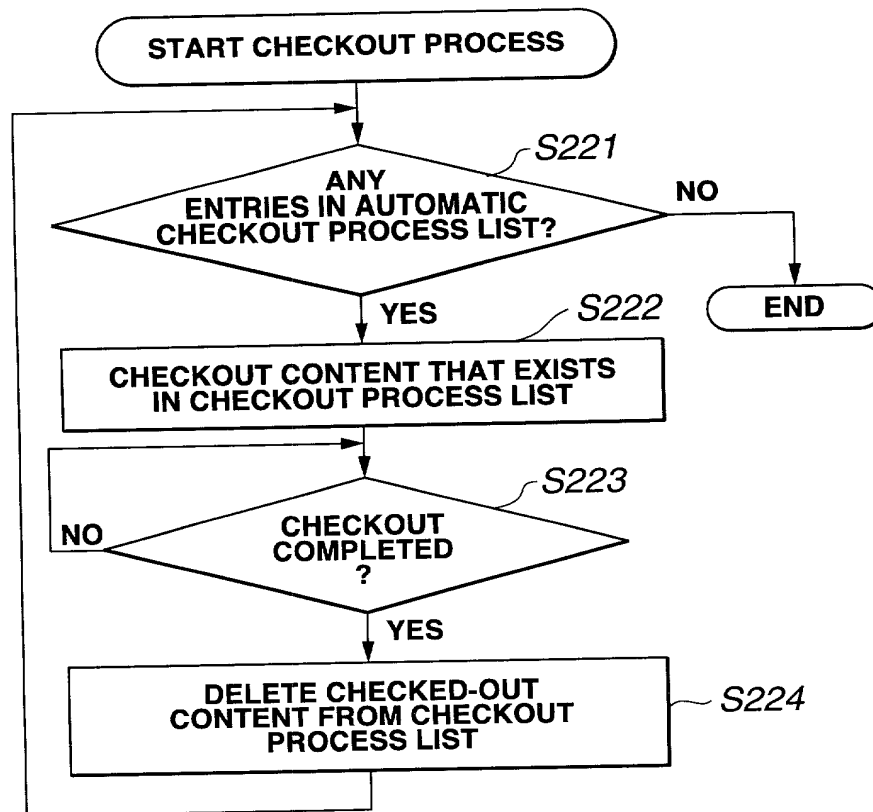 START CHECKOUT PROCESS
S221
ANY
ENTRIES IN AUTOMATIC
CHECKOUT PROCESS LIST?
NO
END
YES
S222
CHECKOUT CONTENT THAT EXISTS
IN CHECKOUT PROCESS LIST
S223
CHECKOUT
COMPLETED
?
NO
YES
DELETE CHECKED-OUT
CONTENT FROM CHECKOUT
PROCESS LIST
S224